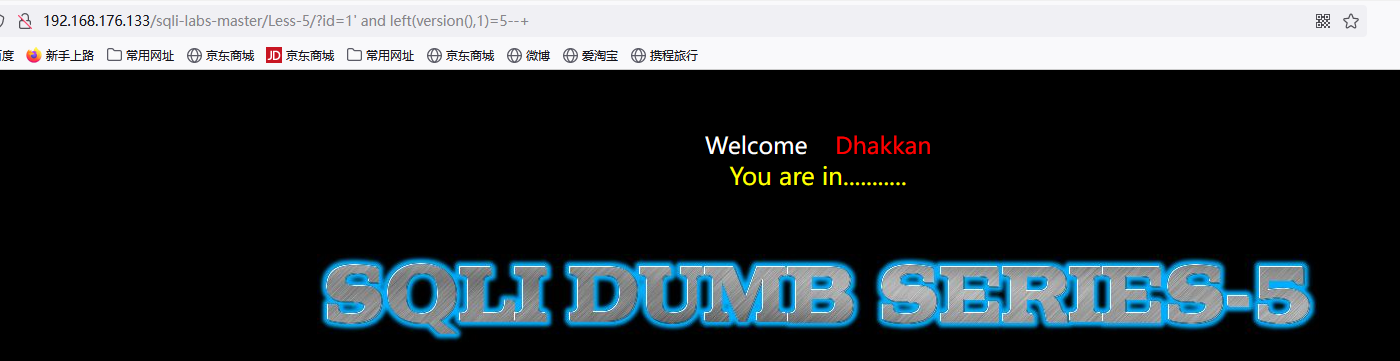 192.168.176.133/sqli-labs-master/Less-5/?id=1' and left(version(),1)=5--+
度 新手上路 常用网址 京东商城 JD 京东商城 常用网址 京东商城 微博 爱淘宝 携程旅行
Welcome Dhakkan
You are in...........
SQLI DUMB SERIES-5